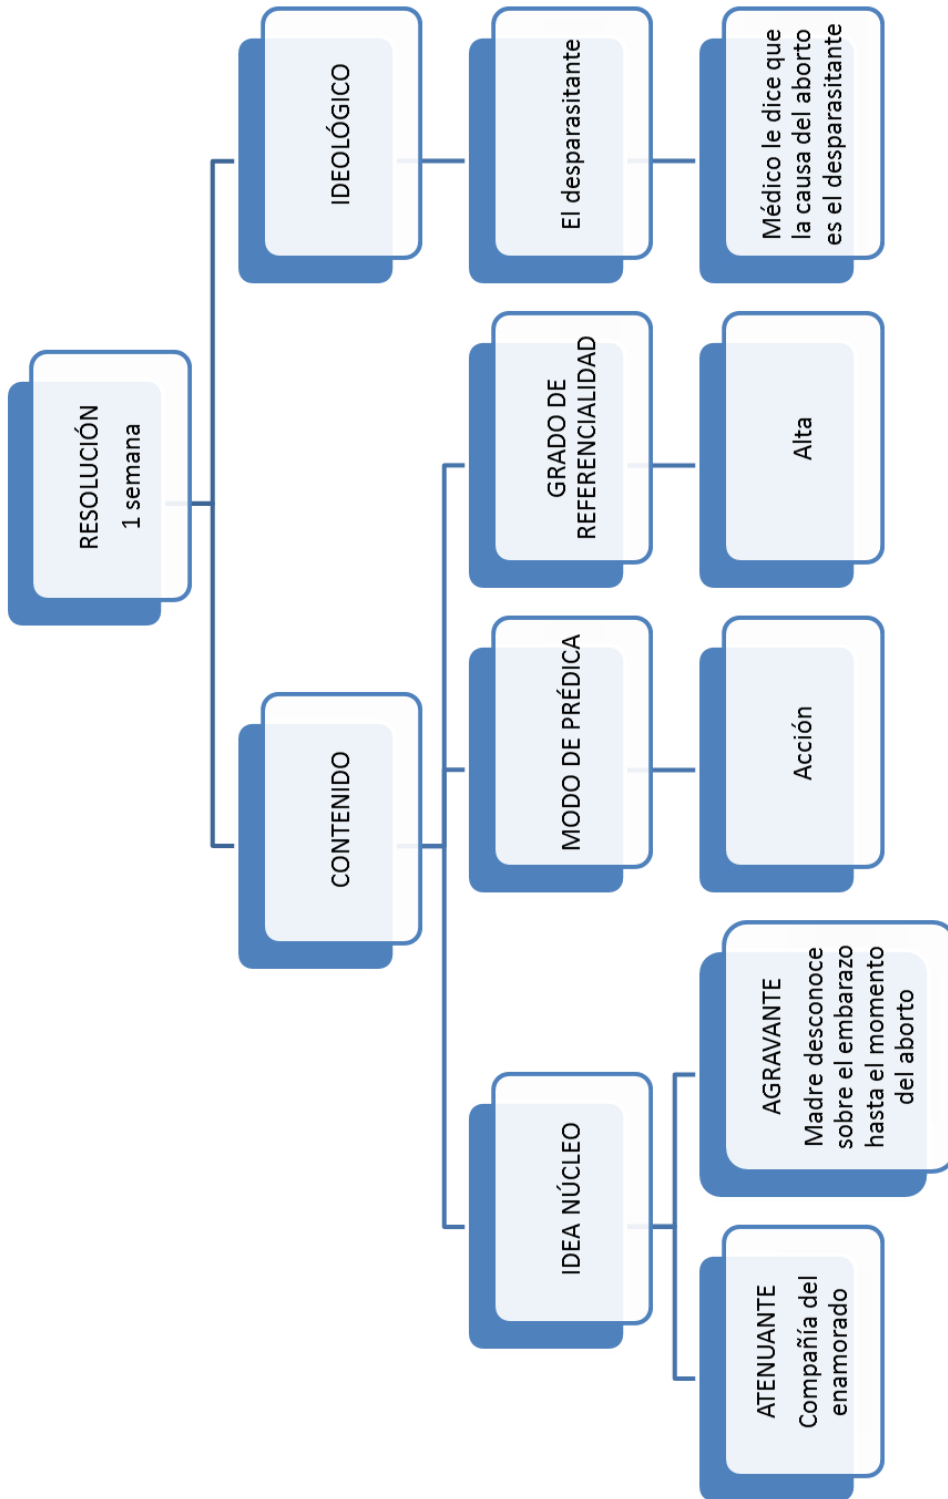 RESOLUCIÓN
1 semana
CONTENIDO
IDEOLÓGICO
IDEA NÚCLEO
MODO DE PRÉDICA
GRADO DE
REFERENCIALIDAD
El desparasitante
ATENUANTE
Compañía del
enamorado
AGRAVANTE
Madre desconoce
sobre el embarazo
hasta el momento
del aborto
Acción
Alta
Médico le dice que
la causa del aborto
es el desparasitante